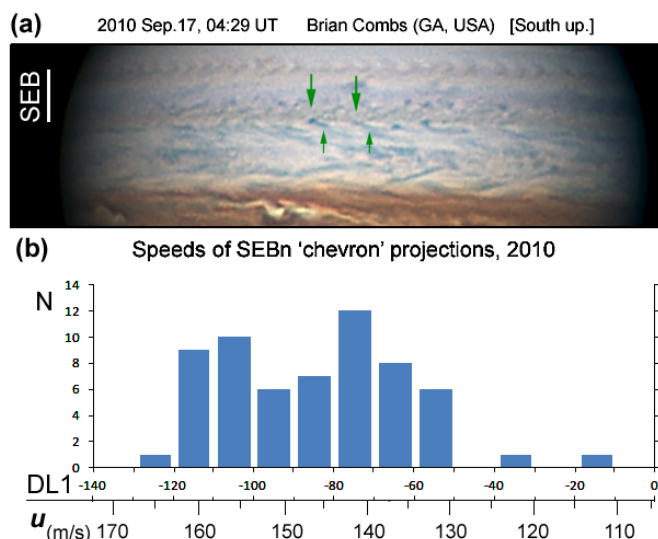 (a) 2010 Sep.17, 04:29 UT Brian Combs (GA, USA) [South up.]
SEB
(b) Speeds of SEBn ‘chevron’ projections, 2010
N
14
12
10
8
6
4
2
0
-140 -120 -100 -80 -60 -40 -20 0
DL1
u(m/s) 170 160 150 140 130 120 110